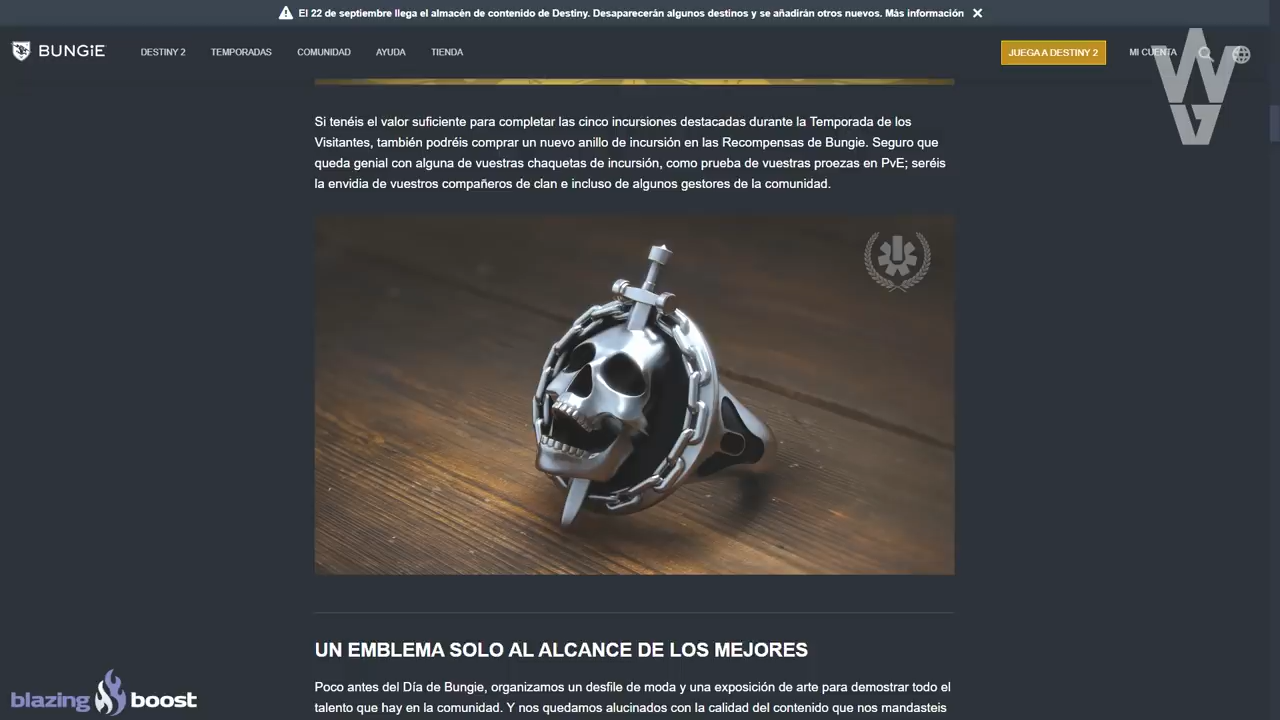 El 22 de septiembre llega el almacén de contenido de Destiny. Desaparecerán algunos destinos y se añadirán otros nuevos. Más información
BUNGiE
DESTINY 2
TEMPORADAS
COMUNIDAD
AYUDA
TIENDA
JUEGA A DESTINY 2
MI CUENTA
WG
Si tenéis el valor suficiente para completar las cinco incursiones destacadas durante la Temporada de los
Visitantes, también podréis comprar un nuevo anillo de incursión en las Recompensas de Bungie. Seguro que
queda genial con alguna de vuestras chaquetas de incursión, como prueba de vuestras proezas en PvE; seréis
la envidia de vuestros compañeros de clan e incluso de algunos gestores de la comunidad.
UN EMBLEMA SOLO AL ALCANCE DE LOS MEJORES
Poco antes del Día de Bungie, organizamos un desfile de moda y una exposición de arte para demostrar todo el
talento que hay en la comunidad. Y nos quedamos alucinados con la calidad del contenido que nos mandasteis
blazing boost